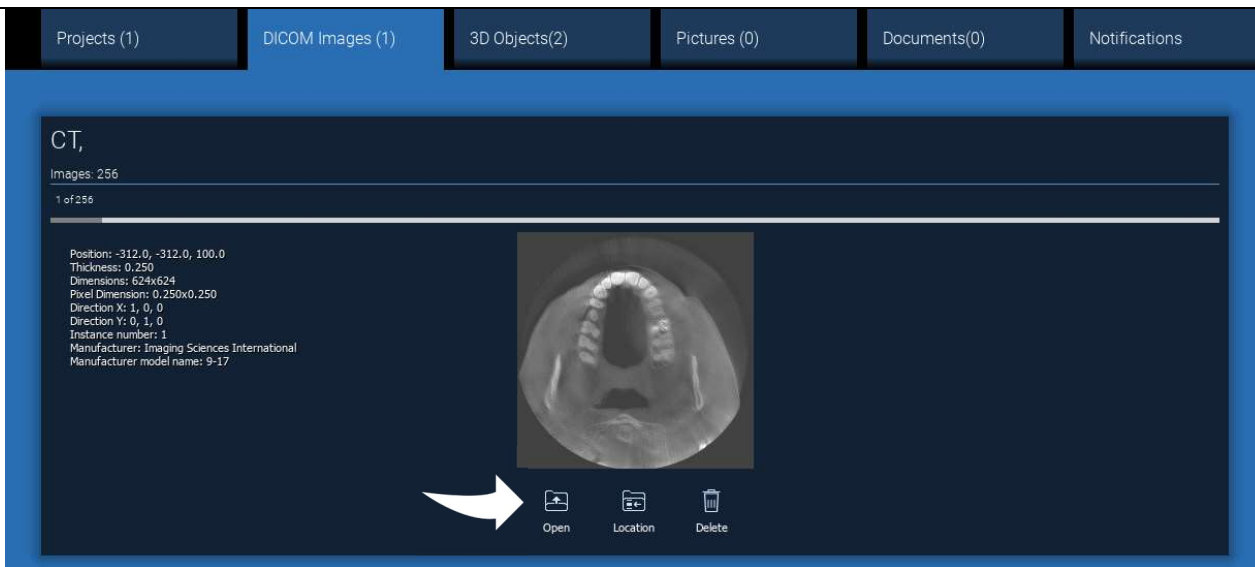 Projects (1) DICOM Images (1) 3D Objects(2) Pictures (0) Documents(0) Notifications
CT,
Images: 256
1 of 256
Position: -312.0, -312.0, 100.0
Thickness: 0.250
Dimensions: 624x624
Pixel Dimension: 0.250x0.250
Direction X: 1, 0, 0
Direction Y: 0, 1, 0
Instance number: 1
Manufacturer: Imaging Sciences International
Manufacturer model name: 9-17
Open Location Delete